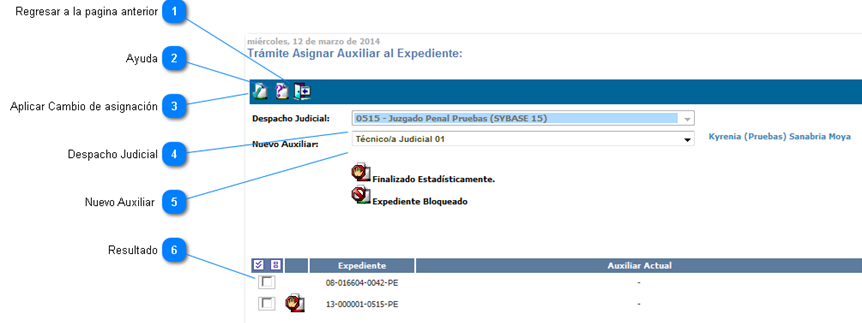 Regresar a la pagina anterior 1
miércoles, 12 de marzo de 2014
Trámite Asignar Auxiliar al Expediente:
Ayuda 2
Aplicar Cambio de asignación 3
Despacho Judicial: 0515 - Juzgado Penal Pruebas (SYBASE 15)
Despacho Judicial 4
Nuevo Auxiliar: Técnico/a Judicial 01 Kyrenia (Pruebas) Sanabria Moya
Finalizado Estadísticamente.
Nuevo Auxiliar 5
Expediente Bloqueado
Resultado 6
Expediente Auxiliar Actual
08-016604-0042-PE -
13-000001-0515-PE -